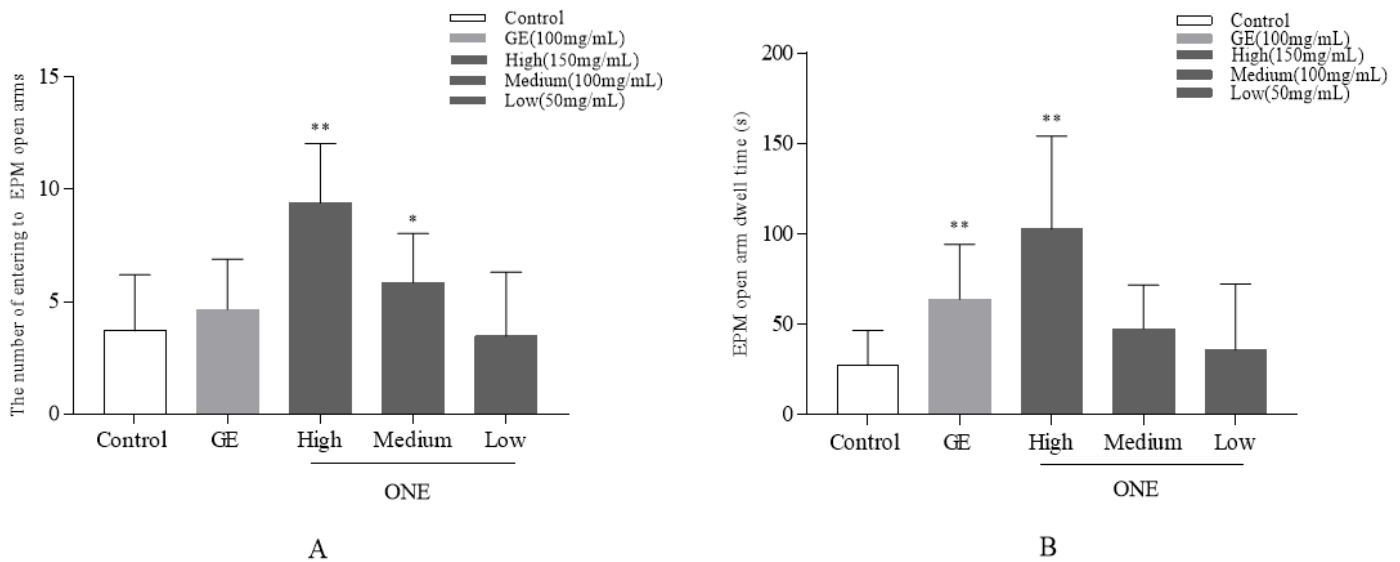 Control
GE(100mg/mL)
High(150mg/mL)
Medium(100mg/mL)
Low(50mg/mL)
The number of entering to EPM open arms
15
10
5
0
**
*
Control GE High Medium Low
ONE
A
Control
GE(100mg/mL)
High(150mg/mL)
Medium(100mg/mL)
Low(50mg/mL)
EPM open arm dwell time (s)
200
150
100
50
0
**
**
Control GE High Medium Low
ONE
B